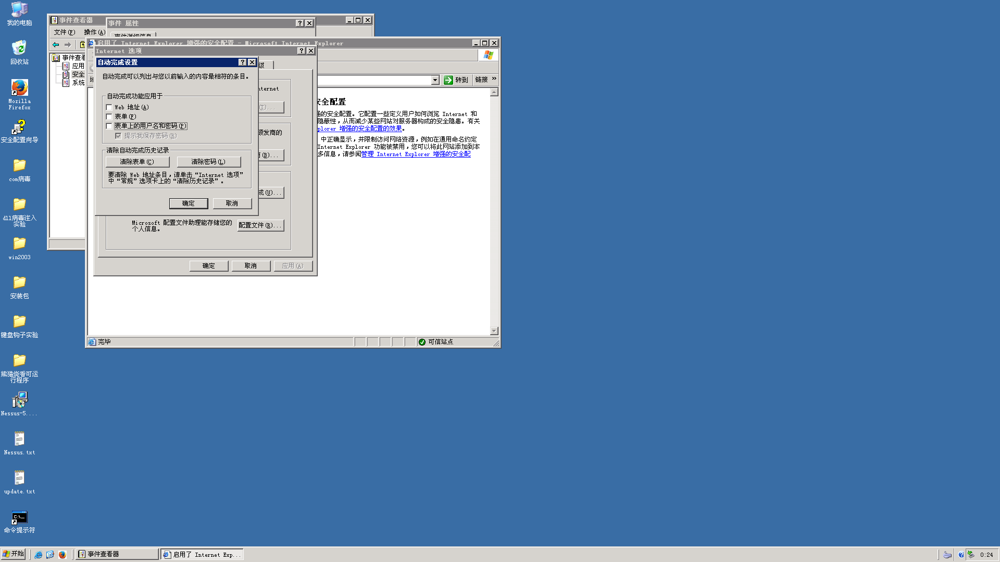 我的电脑
回收站
Mozilla
Firefox
安全配置向导
com病毒
dll病毒注入
实验
win2003
安装包
键盘钩子实验
熊猫烧香可运
行程序
Nessus-5....
Nessus.txt
update.txt
命令提示符
事件查看器
文件(F) 操作(A)
事件查看
应用
安全
系统
事件 属性
事件详细信息
启用了 Internet Explorer 增强的安全配置 - Microsoft Internet Explorer
转到
链接 »
安全配置
强的安全配置。它配置一些定义用户如何浏览 Internet 和
隐蔽性，从而减少某些网站对服务器构成的安全隐患。有关
plorer 增强的安全配置的效果。
中正确显示，并限制访问网络资源，例如在通用命名约定
Internet Explorer 功能被禁用，您可以将此网站添加到本
多信息，请参阅管理 Internet Explorer 增强的安全配
完毕
可信站点
Internet 选项
级
nternet
(T)...
颁发商的
(B)...
成(U)...
Microsoft 配置文件助理能存储您的
个人信息。
配置文件(R)...
确定
取消
应用(A)
自动完成设置
自动完成可以列出与您以前输入的内容最相符的条目。
自动完成功能应用于
Web 地址(A)
表单(F)
表单上的用户名和密码(P)
提示我保存密码(R)
清除自动完成历史记录
清除表单(C)
清除密码(L)
要清除 Web 地址条目，请单击“Internet 选项”
中“常规”选项卡上的“清除历史记录”。
确定
取消
开始
事件查看器
启用了 Internet Exp...
0:24